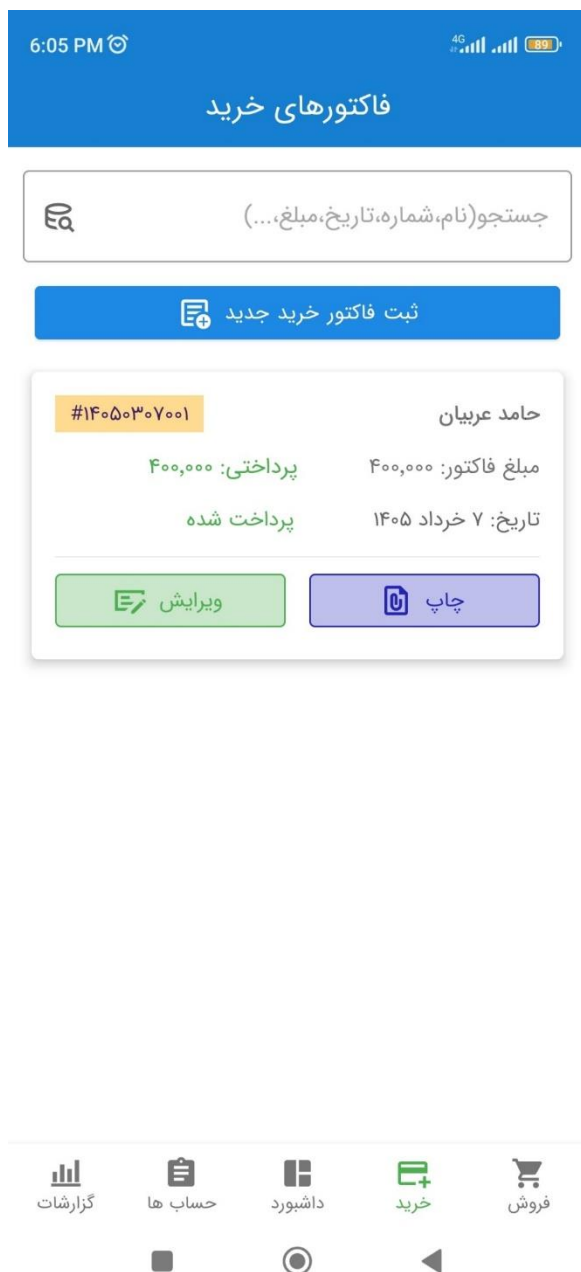 6:05 PM
4G
89
فاکتورهای خرید
جستجو(نام،شماره،تاریخ،مبلغ،...)
ثبت فاکتور خرید جدید
حامد عربیان
#۱۴۰۵۰۳۰۷۰۰۱
مبلغ فاکتور: ۴۰۰,۰۰۰ پرداختی: ۴۰۰,۰۰۰
تاریخ: ۷ خرداد ۱۴۰۵ پرداخت شده
چاپ
ویرایش
فروش
خرید
داشبورد
حساب ها
گزارشات